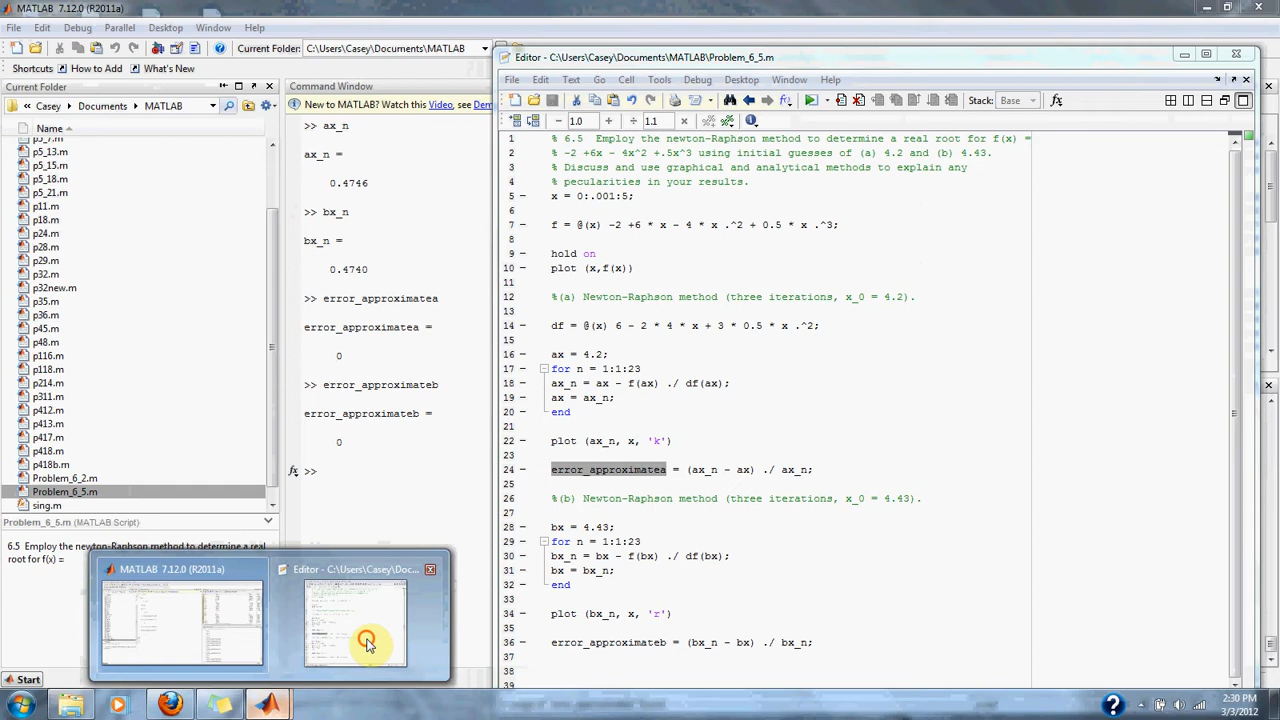 MATLAB 7.12.0 (R2011a)
File Edit Debug Parallel Desktop Window Help
Current Folder: C:\Users\Casey\Documents\MATLAB
Shortcuts How to Add What's New
Current Folder
Casey Documents MATLAB
Name
p5_13.m
p5_15.m
p5_18.m
p5_21.m
p11.m
p18.m
p24.m
p28.m
p29.m
p32.m
p32new.m
p35.m
p36.m
p45.m
p116.m
p118.m
p214.m
p311.m
p412.m
p413.m
p417.m
p418.m
p418b.m
Problem_6_2.m
Problem_6_5.m
sing.m
Problem_6_5.m (MATLAB Script)
6.5 Employ the newton-Raphson method to determine a real
root for f(x) =
Command Window
New to MATLAB? Watch this Video, see
>> ax_n
ax_n =
0.4746
>> bx_n
bx_n =
0.4740
>> error_approximatea
error_approximatea =
0
>> error_approximateb
error_approximateb =
0
fx >>
Editor - C:\Users\Casey\Documents\MATLAB\Problem_6_5.m
File Edit Text Go Cell Tools Debug Desktop Window Help
Stack: Base fx
− 1.0 + ÷ 1.1 ×
1 % 6.5 Employ the newton-Raphson method to determine a real root for f(x) =
2 % -2 +6x - 4x^2 +.5x^3 using initial guesses of (a) 4.2 and (b) 4.43.
3 % Discuss and use graphical and analytical methods to explain any
4 % pecularities in your results.
5 - x = 0:.001:5;
6
7 - f = @(x) -2 +6 * x - 4 * x .^2 + 0.5 * x .^3;
8
9 - hold on
10 - plot (x,f(x))
11
12 %(a) Newton-Raphson method (three iterations, x_0 = 4.2).
13
14 - df = @(x) 6 - 2 * 4 * x + 3 * 0.5 * x .^2;
15
16 - ax = 4.2;
17 - for n = 1:1:23
18 - ax_n = ax - f(ax) ./ df(ax);
19 - ax = ax_n;
20 - end
21
22 - plot (ax_n, x, 'k')
23
24 - error_approximatea = (ax_n - ax) ./ ax_n;
25
26 %(b) Newton-Raphson method (three iterations, x_0 = 4.43).
27
28 - bx = 4.43;
29 - for n = 1:1:23
30 - bx_n = bx - f(bx) ./ df(bx);
31 - bx = bx_n;
32 - end
33
34 - plot (bx_n, x, 'r')
35
36 - error_approximateb = (bx_n - bx) ./ bx_n;
37
38
39
MATLAB 7.12.0 (R2011a)
Editor - C:\Users\Casey\Doc...
Start
2:30 PM
3/3/2012